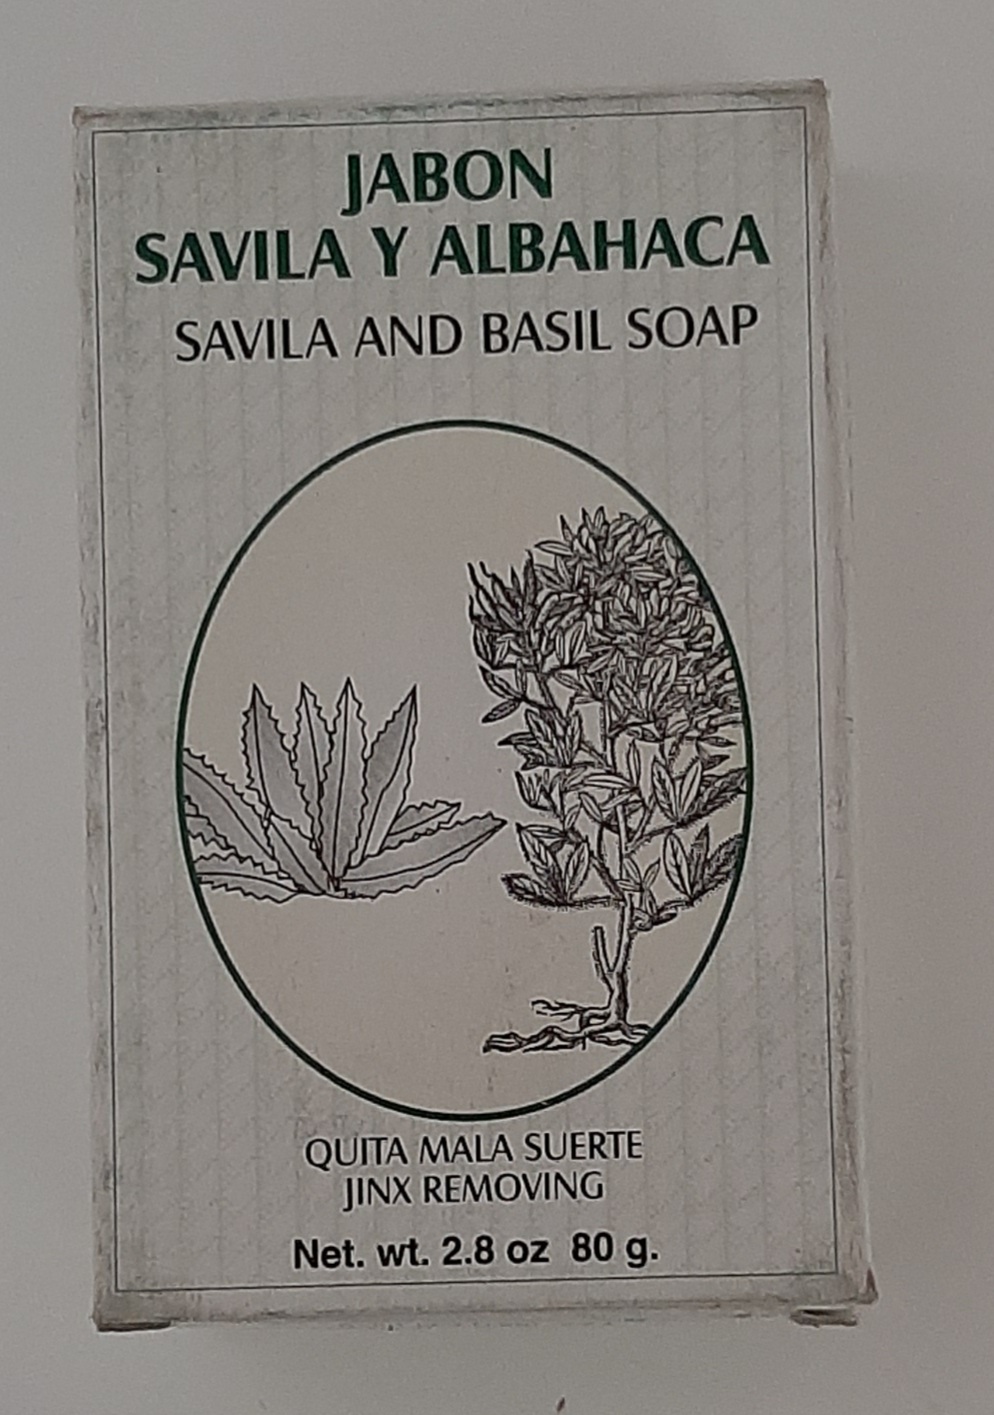 JABON
SAVILA Y ALBAHACA
SAVILA AND BASIL SOAP
QUITA MALA SUERTE
JINX REMOVING
Net. wt. 2.8 oz 80 g.